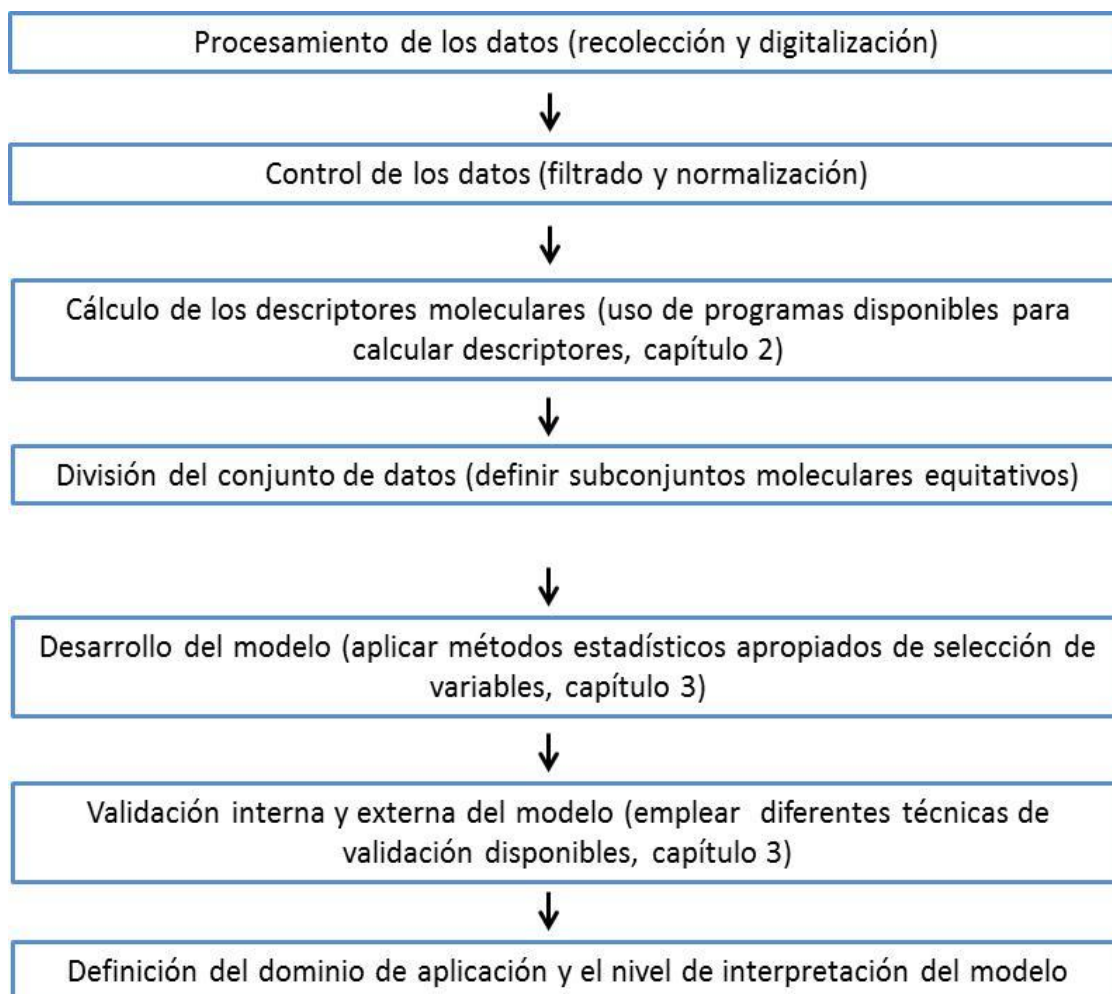 Procesamiento de los datos (recolección y digitalización)
Control de los datos (filtrado y normalización)
Cálculo de los descriptores moleculares (uso de programas disponibles para
calcular descriptores, capítulo 2)
División del conjunto de datos (definir subconjuntos moleculares equitativos)
Desarrollo del modelo (aplicar métodos estadísticos apropiados de selección de
variables, capítulo 3)
Validación interna y externa del modelo (emplear diferentes técnicas de
validación disponibles, capítulo 3)
Definición del dominio de aplicación y el nivel de interpretación del modelo